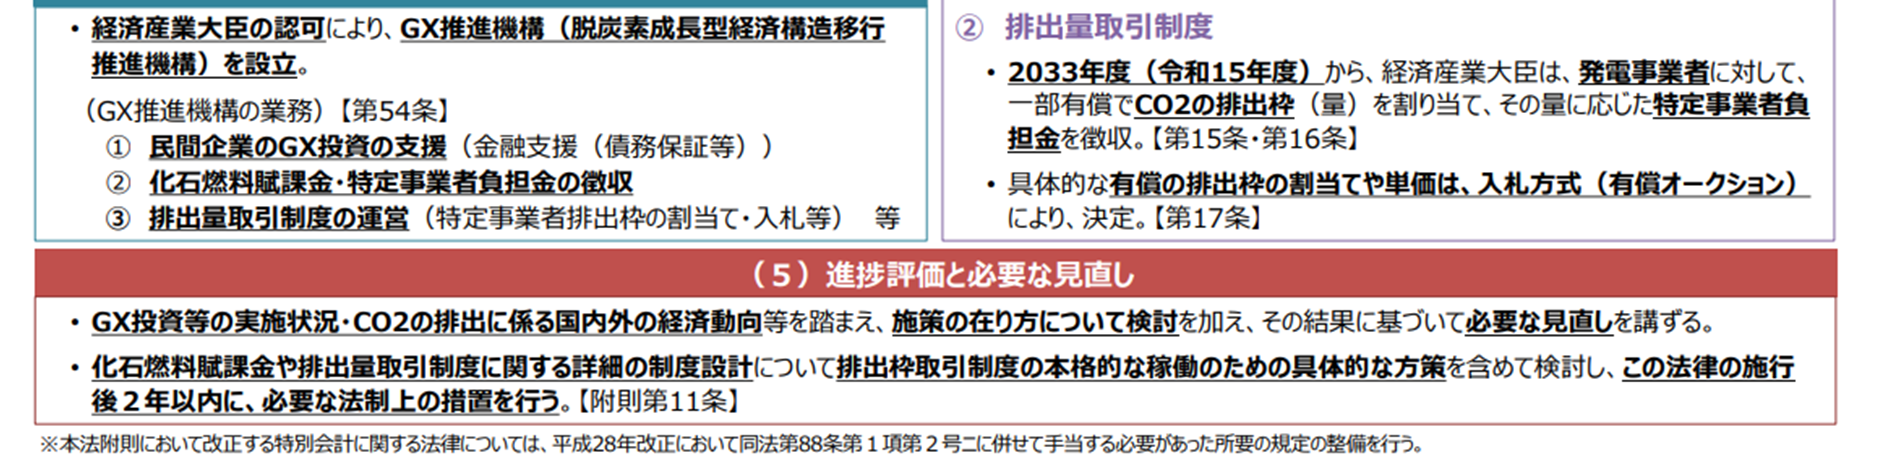 ・経済産業大臣の認可により、GX推進機構（脱炭素成長型経済構造移行
推進機構）を設立。
（GX推進機構の業務）【第54条】
① 民間企業のGX投資の支援（金融支援（債務保証等））
② 化石燃料賦課金・特定事業者負担金の徴収
③ 排出量取引制度の運営（特定事業者排出枠の割当て・入札等） 等
② 排出量取引制度
・2033年度（令和15年度）から、経済産業大臣は、発電事業者に対して、
一部有償でCO2の排出枠（量）を割り当て、その量に応じた特定事業者負
担金を徴収。【第15条・第16条】
・具体的な有償の排出枠の割当てや単価は、入札方式（有償オークション）
により、決定。【第17条】
（５）進捗評価と必要な見直し
・GX投資等の実施状況・CO2の排出に係る国内外の経済動向等を踏まえ、施策の在り方について検討を加え、その結果に基づいて必要な見直しを講ずる。
・化石燃料賦課金や排出量取引制度に関する詳細の制度設計について排出枠取引制度の本格的な稼働のための具体的な方策を含めて検討し、この法律の施行
後２年以内に、必要な法制上の措置を行う。【附則第11条】
※本法附則において改正する特別会計に関する法律については、平成28年改正において同法第88条第１項第２号ニに併せて手当する必要があった所要の規定の整備を行う。